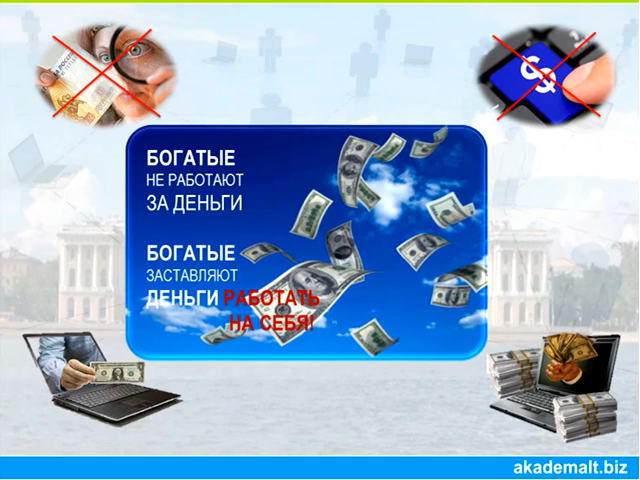 БОГАТЫЕ
НЕ РАБОТАЮТ
ЗА ДЕНЬГИ
БОГАТЫЕ
ЗАСТАВЛЯЮТ
ДЕНЬГИ РАБОТАТЬ
НА СЕБЯ!
akademalt.biz